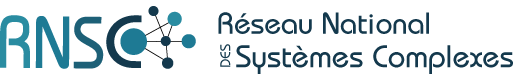 RNSC
Réseau National
DES Systèmes Complexes